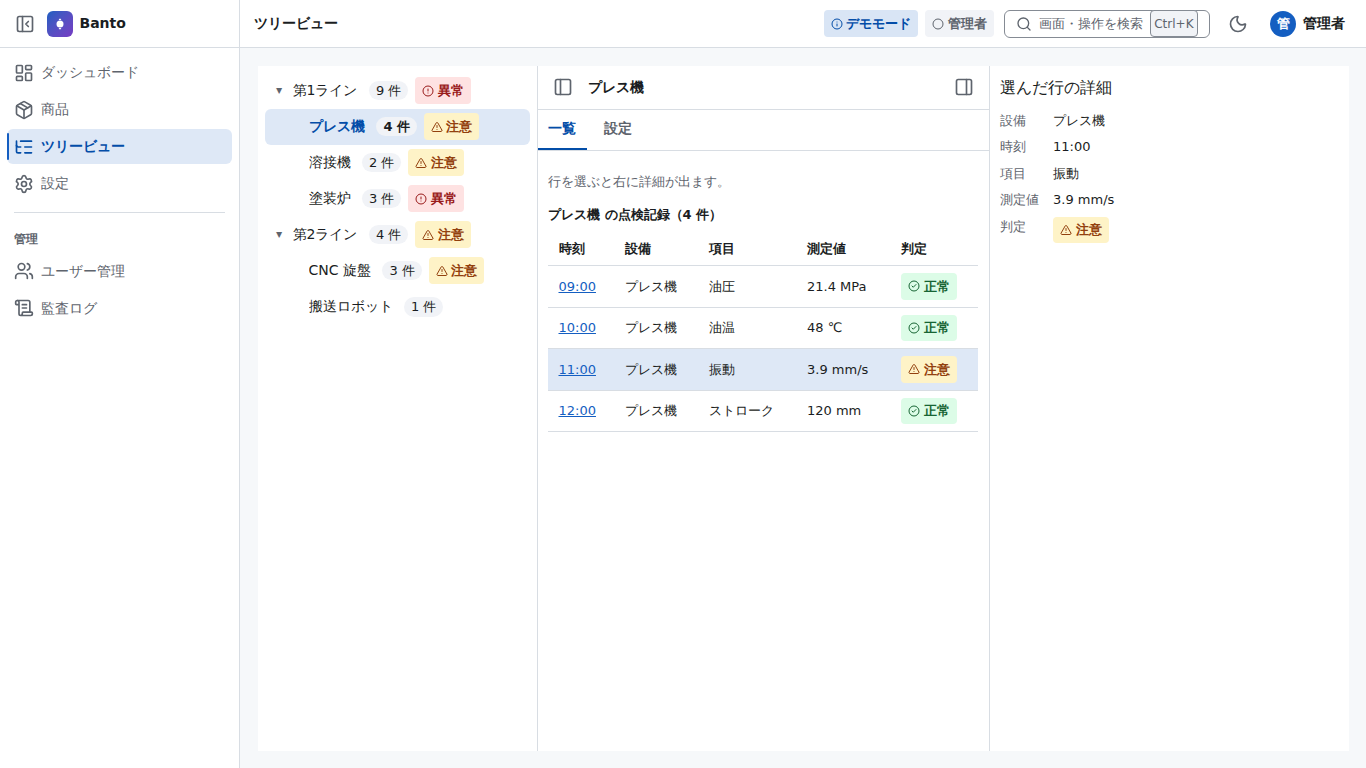 Banto
ツリービュー
デモモード
管理者
画面・操作を検索 Ctrl+K
管 管理者
ダッシュボード
商品
ツリービュー
設定
管理
ユーザー管理
監査ログ
▼ 第1ライン 9 件 異常
プレス機 4 件 注意
溶接機 2 件 注意
塗装炉 3 件 異常
▼ 第2ライン 4 件 注意
CNC 旋盤 3 件 注意
搬送ロボット 1 件
プレス機
一覧 設定
行を選ぶと右に詳細が出ます。
プレス機 の点検記録（4 件）
時刻 設備 項目 測定値 判定
09:00 プレス機 油圧 21.4 MPa 正常
10:00 プレス機 油温 48 ℃ 正常
11:00 プレス機 振動 3.9 mm/s 注意
12:00 プレス機 ストローク 120 mm 正常
選んだ行の詳細
設備 プレス機
時刻 11:00
項目 振動
測定値 3.9 mm/s
判定 注意